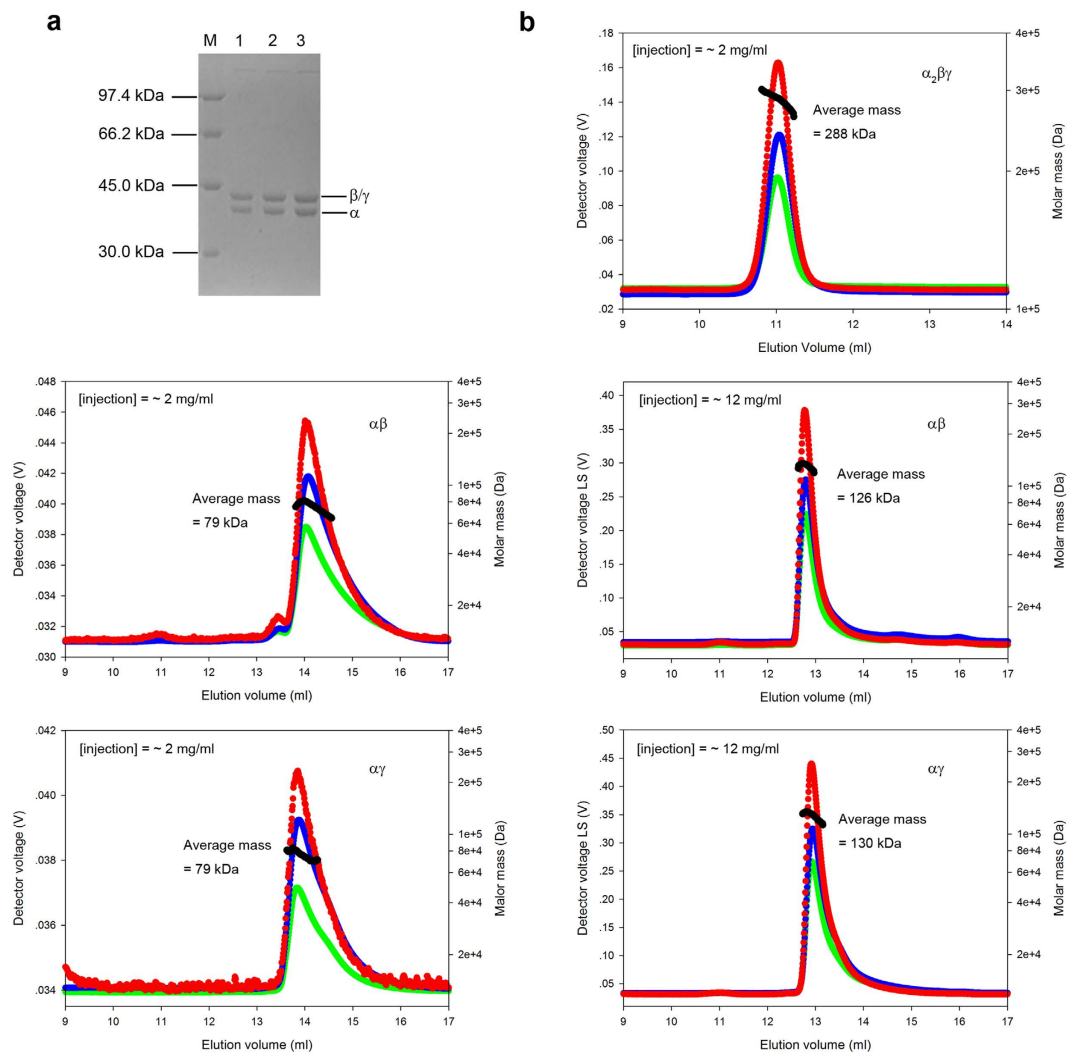 a
M 1 2 3
97.4 kDa
66.2 kDa
45.0 kDa
30.0 kDa
β/γ
α
b
[injection] = ~ 2 mg/ml
α₂βγ
Average mass
= 288 kDa
Detector voltage (V)
.18
.16
.14
.12
.10
.08
.06
.04
.02
4e+5
3e+5
2e+5
1e+5
Molar mass (Da)
9 10 11 12 13 14
Elution Volume (ml)
[injection] = ~ 2 mg/ml
αβ
Average mass
= 79 kDa
Detector voltage (V)
.048
.046
.044
.042
.040
.038
.036
.034
.032
.030
4e+5
3e+5
2e+5
1e+5
8e+4
6e+4
4e+4
2e+4
Molar mass (Da)
9 10 11 12 13 14 15 16 17
Elution volume (ml)
[injection] = ~ 12 mg/ml
αβ
Average mass
= 126 kDa
Detector voltage LS (V)
.40
.35
.30
.25
.20
.15
.10
.05
4e+5
3e+5
2e+5
1e+5
8e+4
6e+4
4e+4
2e+4
Molar mass (Da)
9 10 11 12 13 14 15 16 17
Elution volume (ml)
[injection] = ~ 2 mg/ml
αγ
Average mass
= 79 kDa
Detector voltage (V)
.042
.040
.038
.036
.034
4e+5
3e+5
2e+5
1e+5
8e+4
6e+4
4e+4
2e+4
Malor mass (Da)
9 10 11 12 13 14 15 16 17
Elution volume (ml)
[injection] = ~ 12 mg/ml
αγ
Average mass
= 130 kDa
Detector voltage LS (V)
.50
.45
.40
.35
.30
.25
.20
.15
.10
.05
4e+5
3e+5
2e+5
1e+5
8e+4
6e+4
4e+4
2e+4
Molar mass (Da)
9 10 11 12 13 14 15 16 17
Elution volume (ml)